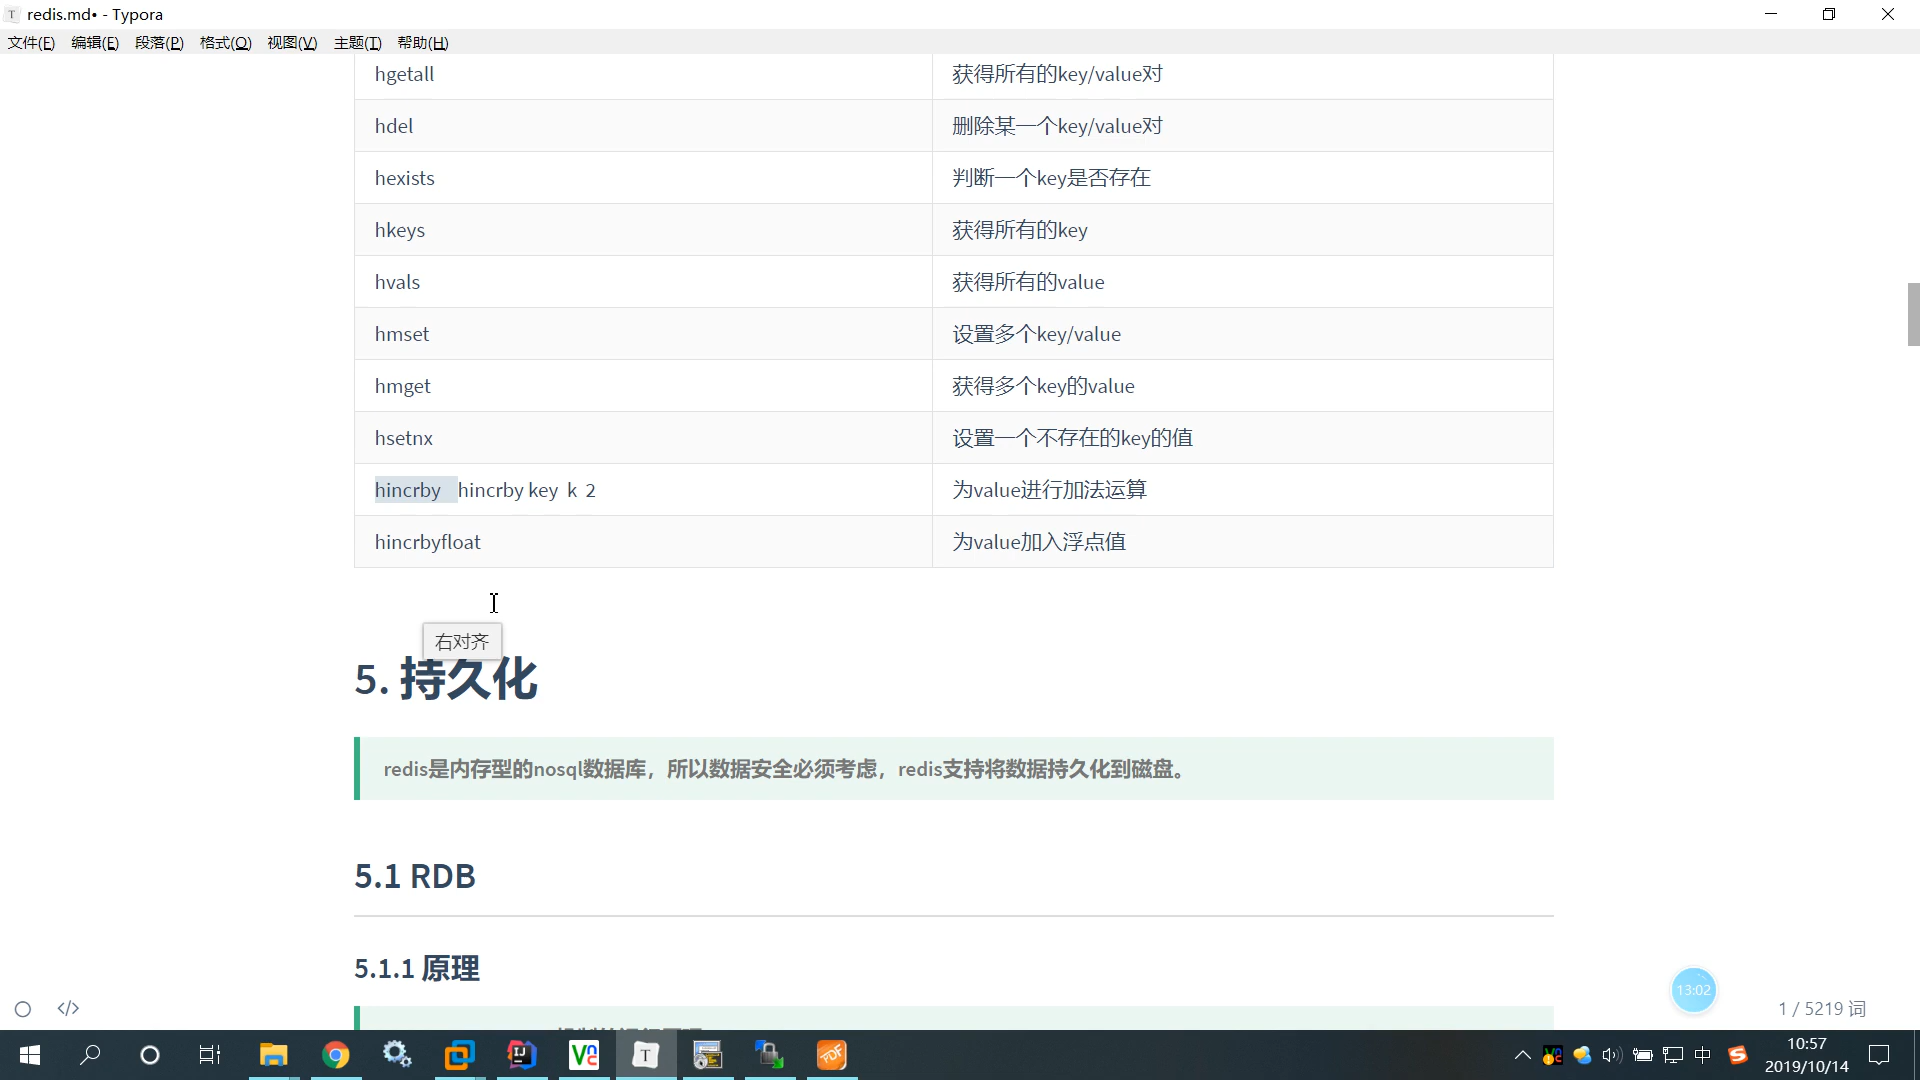 redis.md• - Typora
文件(F) 编辑(E) 段落(P) 格式(O) 视图(V) 主题(T) 帮助(H)
hgetall 获得所有的key/value对
hdel 删除某一个key/value对
hexists 判断一个key是否存在
hkeys 获得所有的key
hvals 获得所有的value
hmset 设置多个key/value
hmget 获得多个key的value
hsetnx 设置一个不存在的key的值
hincrby hincrby key k 2 为value进行加法运算
hincrbyfloat 为value加入浮点值
右对齐
5. 持久化
redis是内存型的nosql数据库，所以数据安全必须考虑，redis支持将数据持久化到磁盘。
5.1 RDB
5.1.1 原理
13:02
1 / 5219 词
中
10:57
2019/10/14